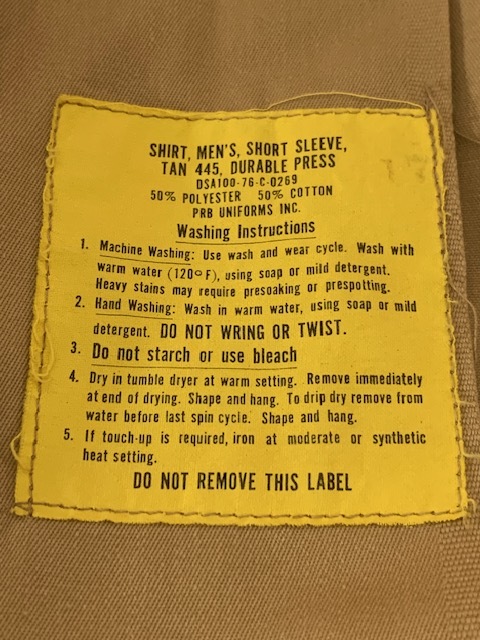 SHIRT, MEN'S, SHORT SLEEVE,
TAN 445, DURABLE PRESS
DSA100-76-C-0269
50% POLYESTER 50% COTTON
PRB UNIFORMS INC.
Washing Instructions
1. Machine Washing: Use wash and wear cycle. Wash with
warm water (120° F), using soap or mild detergent.
Heavy stains may require presoaking or prespotting.
2. Hand Washing: Wash in warm water, using soap or mild
detergent. DO NOT WRING OR TWIST.
3. Do not starch or use bleach
4. Dry in tumble dryer at warm setting. Remove immediately
at end of drying. Shape and hang. To drip dry remove from
water before last spin cycle. Shape and hang.
5. If touch-up is required, iron at moderate or synthetic
heat setting.
DO NOT REMOVE THIS LABEL